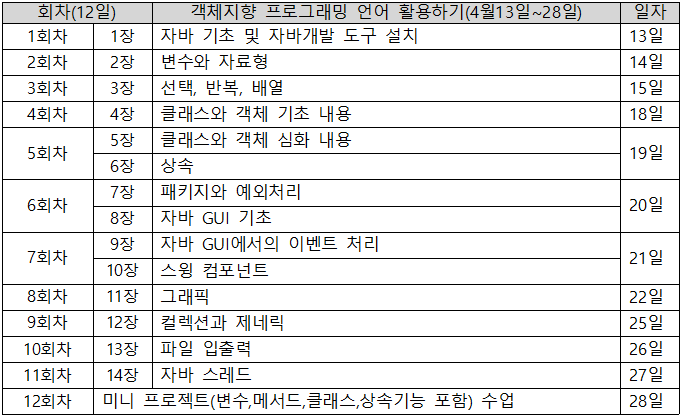 회차(12일) 객체지향 프로그래밍 언어 활용하기(4월13일~28일) 일자
1회차 1장 자바 기초 및 자바개발 도구 설치 13일
2회차 2장 변수와 자료형 14일
3회차 3장 선택, 반복, 배열 15일
4회차 4장 클래스와 객체 기초 내용 18일
5회차 5장 클래스와 객체 심화 내용 19일
6장 상속
6회차 7장 패키지와 예외처리 20일
8장 자바 GUI 기초
7회차 9장 자바 GUI에서의 이벤트 처리 21일
10장 스윙 컴포넌트
8회차 11장 그래픽 22일
9회차 12장 컬렉션과 제네릭 25일
10회차 13장 파일 입출력 26일
11회차 14장 자바 스레드 27일
12회차 미니 프로젝트(변수,메서드,클래스,상속기능 포함) 수업 28일